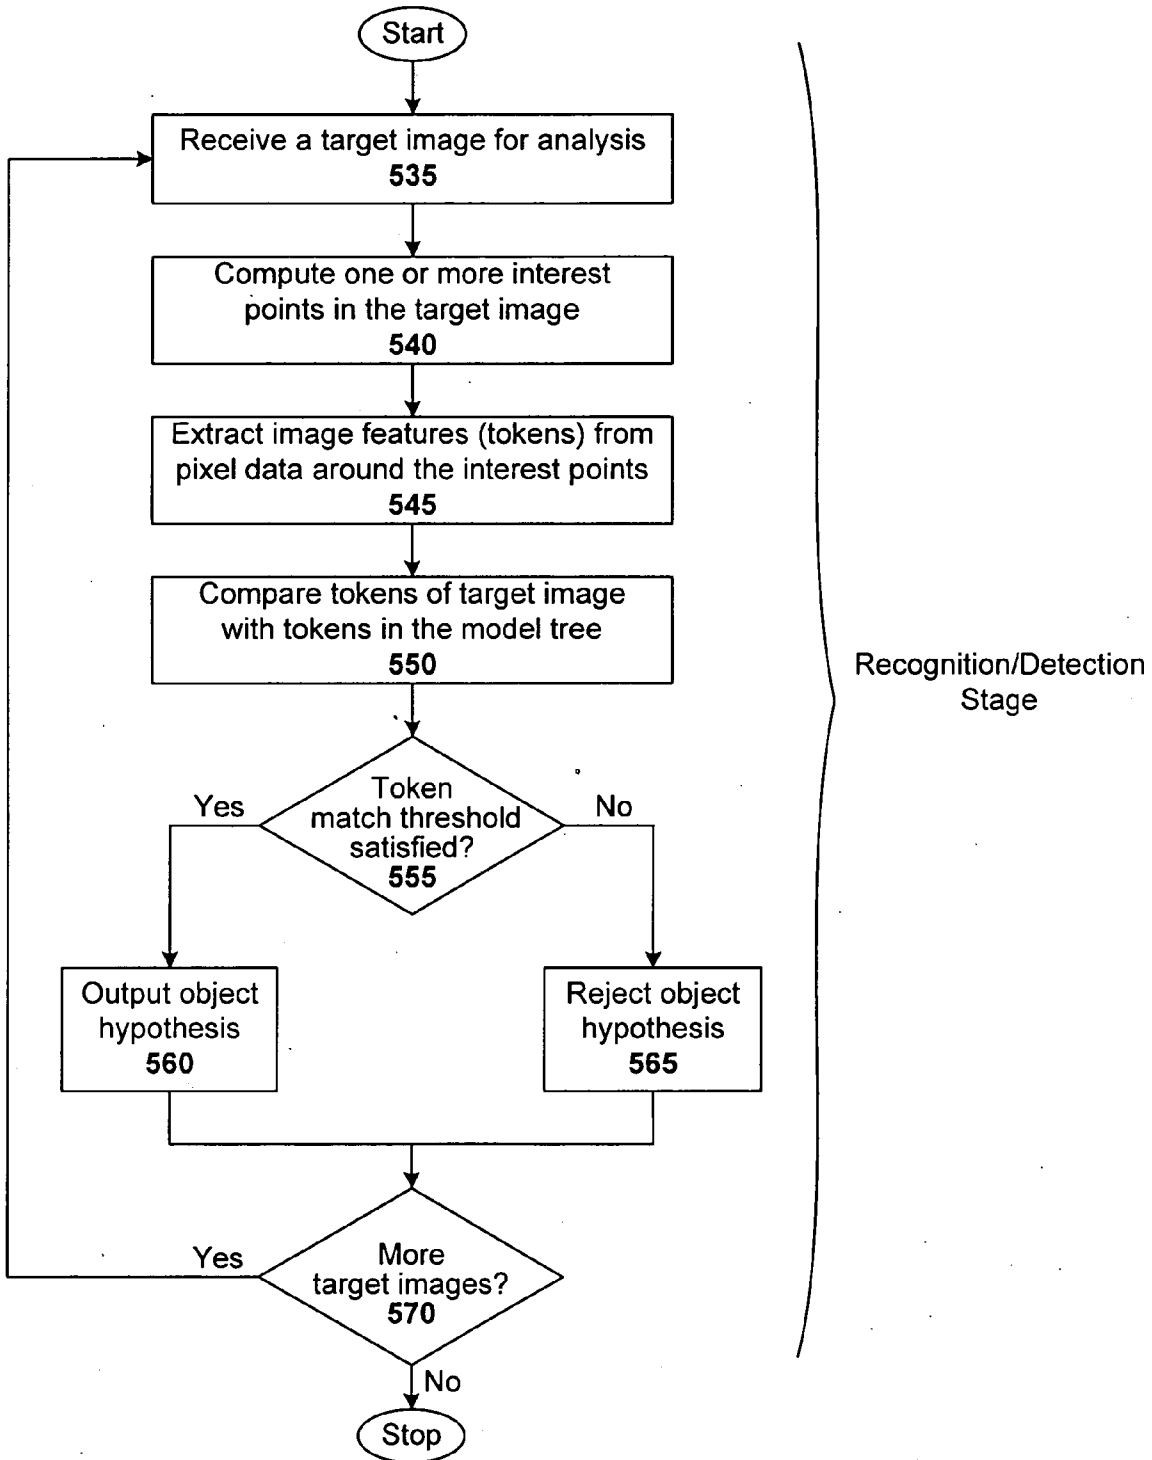 Start
Receive a target image for analysis
535
Compute one or more interest
points in the target image
540
Extract image features (tokens) from
pixel data around the interest points
545
Compare tokens of target image
with tokens in the model tree
550
Recognition/Detection
Stage
Token
match threshold
satisfied?
555
Yes
No
Output object
hypothesis
560
Reject object
hypothesis
565
More
target images?
570
Yes
No
Stop